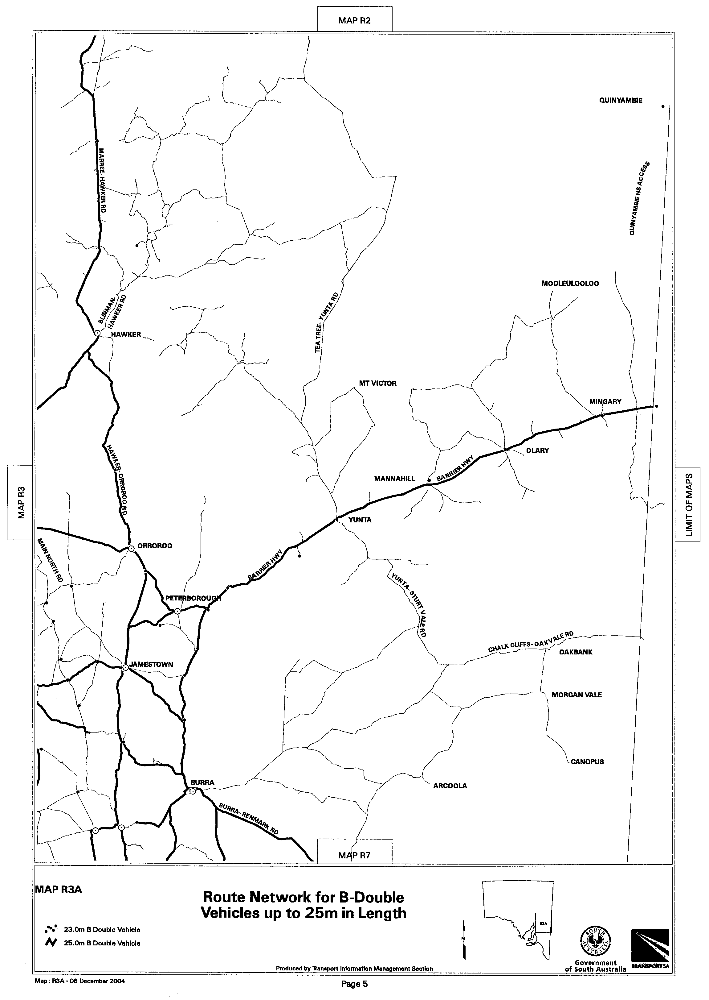 MAP R2
QUINYAMBIE
QUINYAMBIE HS ACCESS
MARREE- HAWKER RD
MOOLEULOOLOO
BLINMAN-
HAWKER RD
TEA TREE- YUNTA RD
HAWKER
MT VICTOR
MINGARY
OLARY
HAWKER- ORROROO RD
BARRIER HWY
MANNAHILL
MAP R3
LIMIT OF MAPS
YUNTA
MAIN NORTH RD
ORROROO
BARRIER HWY
YUNTA- STURT VALE RD
PETERBOROUGH
CHALK CLIFFS- OAKVALE RD
OAKBANK
JAMESTOWN
MORGAN VALE
CANOPUS
BURRA
ARCOOLA
BURRA- RENMARK RD
MAP R7
MAP R3A
Route Network for B-Double
Vehicles up to 25m in Length
R3A
N
23.0m B Double Vehicle
25.0m B Double Vehicle
SOUTH
AUSTRALIA
Government
of South Australia
TRANSPORT SA
Produced by Transport Information Management Section
Map : R3A - 06 December 2004
Page 5